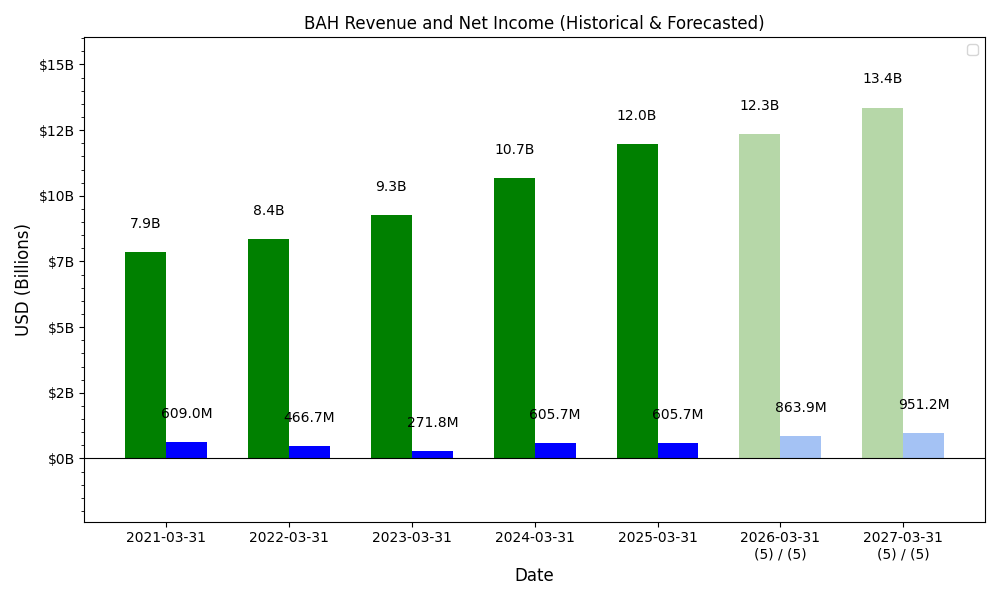 BAH Revenue and Net Income (Historical & Forecasted)
$15B
$12B
$10B
$7B
$5B
$2B
$0B
USD (Billions)
7.9B
8.4B
9.3B
10.7B
12.0B
12.3B
13.4B
609.0M
466.7M
271.8M
605.7M
605.7M
863.9M
951.2M
2021-03-31
2022-03-31
2023-03-31
2024-03-31
2025-03-31
2026-03-31
(5) / (5)
2027-03-31
(5) / (5)
Date